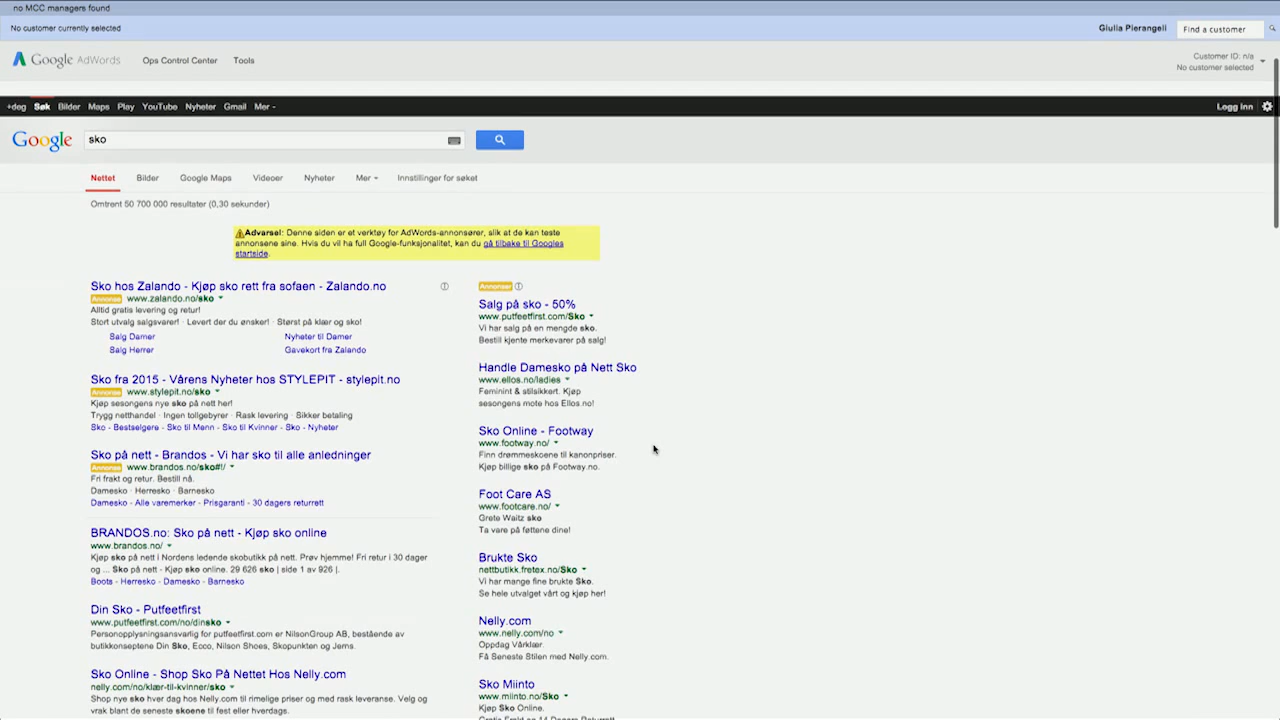 no MCC managers found
No customer currently selected
Giulia Pierangeli
Find a customer
Google AdWords
Ops Control Center
Tools
Customer ID: n/a
No customer selected
+deg Søk Bilder Maps Play YouTube Nyheter Gmail Mer
Logg inn
Google
sko
Nettet Bilder Google Maps Videoer Nyheter Mer Innstillinger for søket
Omtrent 50 700 000 resultater (0,30 sekunder)
Advarsel: Denne siden er et verktøy for AdWords-annonsører, slik at de kan teste
annonsene sine. Hvis du vil ha full Google-funksjonalitet, kan du gå tilbake til Googles
startside.
Sko hos Zalando - Kjøp sko rett fra sofaen - Zalando.no
Annonse www.zalando.no/sko
Alltid gratis levering og retur!
Stort utvalg salgsvarer! · Levert der du ønsker! · Størst på klær og sko!
Salg Damer
Nyheter til Damer
Salg Herrer
Gavekort fra Zalando
Sko fra 2015 - Vårens Nyheter hos STYLEPIT - stylepit.no
Annonse www.stylepit.no/sko
Kjøp sesongens nye sko på nett her!
Trygg netthandel · Ingen tollgebyrer · Rask levering · Sikker betaling
Sko - Bestselgere - Sko til Menn - Sko til Kvinner - Sko - Nyheter
Sko på nett - Brandos - Vi har sko til alle anledninger
Annonse www.brandos.no/sko#!/
Fri frakt og retur. Bestill nå.
Damesko · Herresko · Barnesko
Damesko - Alle varemerker - Prisgaranti - 30 dagers returrett
BRANDOS.no: Sko på nett - Kjøp sko online
www.brandos.no/
Kjøp sko på nett i Nordens ledende skobutikk på nett. Prøv hjemme! Fri retur i 30 dager
og ... Sko på nett - Kjøp sko online. 29 626 sko | side 1 av 926 |.
Boots - Herresko - Damesko - Barnesko
Din Sko - Putfeetfirst
www.putfeetfirst.com/no/dinsko
Personopplysningsansvarlig for putfeetfirst.com er NilsonGroup AB, bestående av
butikkonseptene Din Sko, Ecco, Nilson Shoes, Skopunkten og Jerns.
Sko Online - Shop Sko På Nettet Hos Nelly.com
nelly.com/no/klær-til-kvinner/sko
Shop nye sko hver dag hos Nelly.com til rimelige priser og med rask leveranse. Velg og
vrak blant de seneste skoene til fest eller hverdags.
Annonser
Salg på sko - 50%
www.putfeetfirst.com/Sko
Vi har salg på en mengde sko.
Bestill kjente merkevarer på salg!
Handle Damesko på Nett Sko
www.ellos.no/ladies
Feminint & stilsikkert. Kjøp
sesongens mote hos Ellos.no!
Sko Online - Footway
www.footway.no/
Finn drømmeskoene til kanonpriser.
Kjøp billige sko på Footway.no.
Foot Care AS
www.footcare.no/
Grete Waitz sko
Ta vare på føttene dine!
Brukte Sko
nettbutikk.fretex.no/Sko
Vi har mange fine brukte Sko.
Se hele utvalget vårt og kjøp her!
Nelly.com
www.nelly.com/no
Oppdag Vårklær.
Få Seneste Stilen med Nelly.com.
Sko Miinto
www.miinto.no/Sko
Kjøp Sko Online.
Gratis Frakt og 14 Dagers Returrett